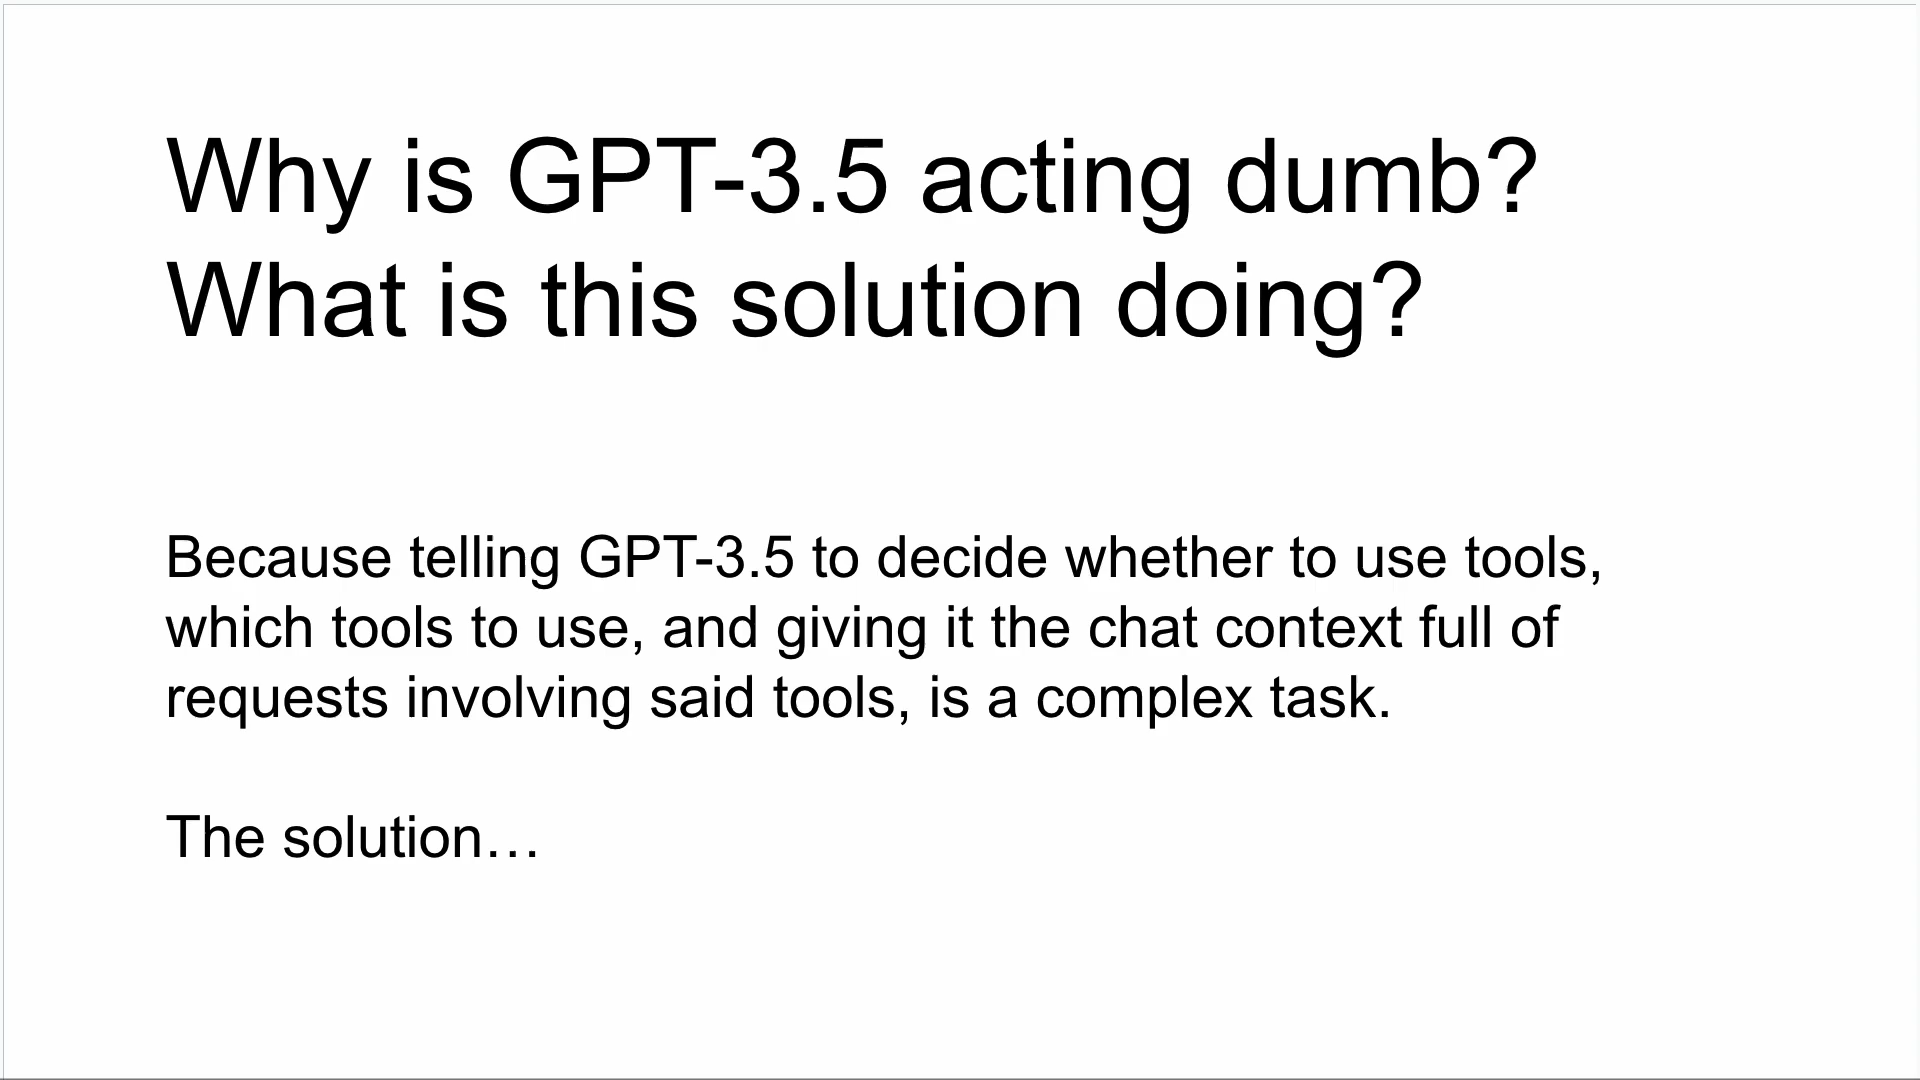 Why is GPT-3.5 acting dumb?
What is this solution doing?
Because telling GPT-3.5 to decide whether to use tools,
which tools to use, and giving it the chat context full of
requests involving said tools, is a complex task.
The solution…